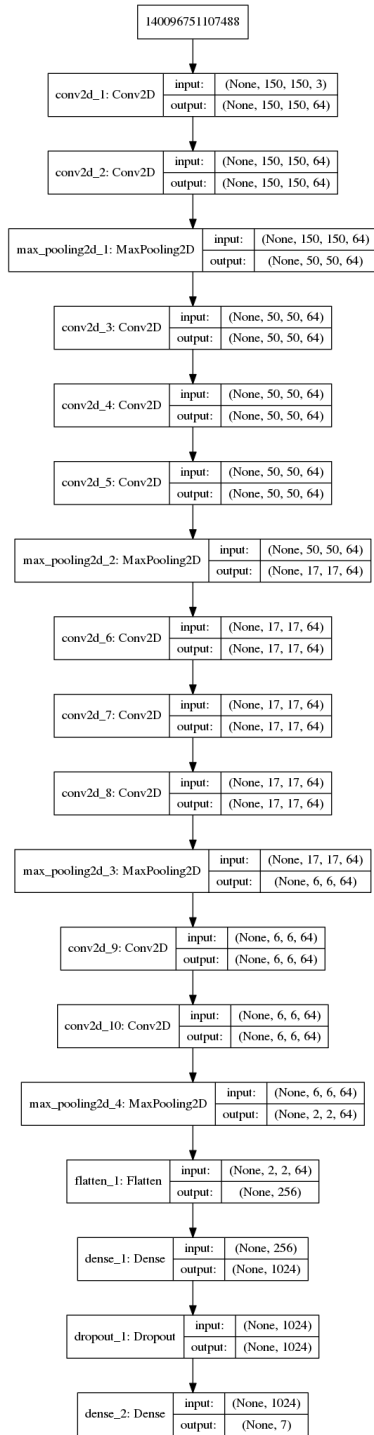 140096751107488
conv2d_1: Conv2D input: (None, 150, 150, 3)
output: (None, 150, 150, 64)
conv2d_2: Conv2D input: (None, 150, 150, 64)
output: (None, 150, 150, 64)
max_pooling2d_1: MaxPooling2D input: (None, 150, 150, 64)
output: (None, 50, 50, 64)
conv2d_3: Conv2D input: (None, 50, 50, 64)
output: (None, 50, 50, 64)
conv2d_4: Conv2D input: (None, 50, 50, 64)
output: (None, 50, 50, 64)
conv2d_5: Conv2D input: (None, 50, 50, 64)
output: (None, 50, 50, 64)
max_pooling2d_2: MaxPooling2D input: (None, 50, 50, 64)
output: (None, 17, 17, 64)
conv2d_6: Conv2D input: (None, 17, 17, 64)
output: (None, 17, 17, 64)
conv2d_7: Conv2D input: (None, 17, 17, 64)
output: (None, 17, 17, 64)
conv2d_8: Conv2D input: (None, 17, 17, 64)
output: (None, 17, 17, 64)
max_pooling2d_3: MaxPooling2D input: (None, 17, 17, 64)
output: (None, 6, 6, 64)
conv2d_9: Conv2D input: (None, 6, 6, 64)
output: (None, 6, 6, 64)
conv2d_10: Conv2D input: (None, 6, 6, 64)
output: (None, 6, 6, 64)
max_pooling2d_4: MaxPooling2D input: (None, 6, 6, 64)
output: (None, 2, 2, 64)
flatten_1: Flatten input: (None, 2, 2, 64)
output: (None, 256)
dense_1: Dense input: (None, 256)
output: (None, 1024)
dropout_1: Dropout input: (None, 1024)
output: (None, 1024)
dense_2: Dense input: (None, 1024)
output: (None, 7)